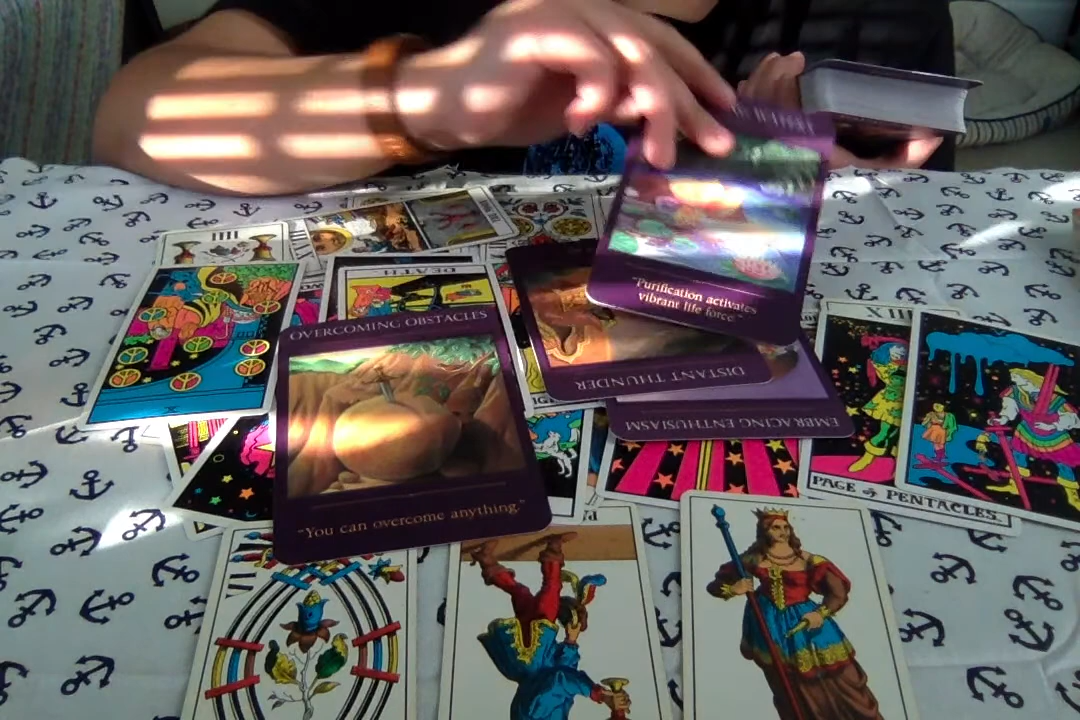 IIII
DEATH
OVERCOMING OBSTACLES
"Purification activates
vibrant life force."
DISTANT THUNDER
EMBRACING ENTHUSIASM
X
XIII
PAGE of PENTACLES.
"You can overcome anything."